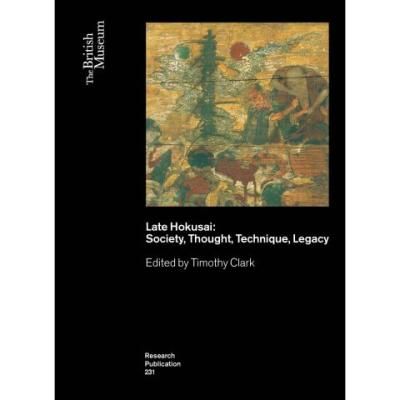 The British
Museum
Late Hokusai:
Society, Thought, Technique, Legacy
Edited by Timothy Clark
Research
Publication
231